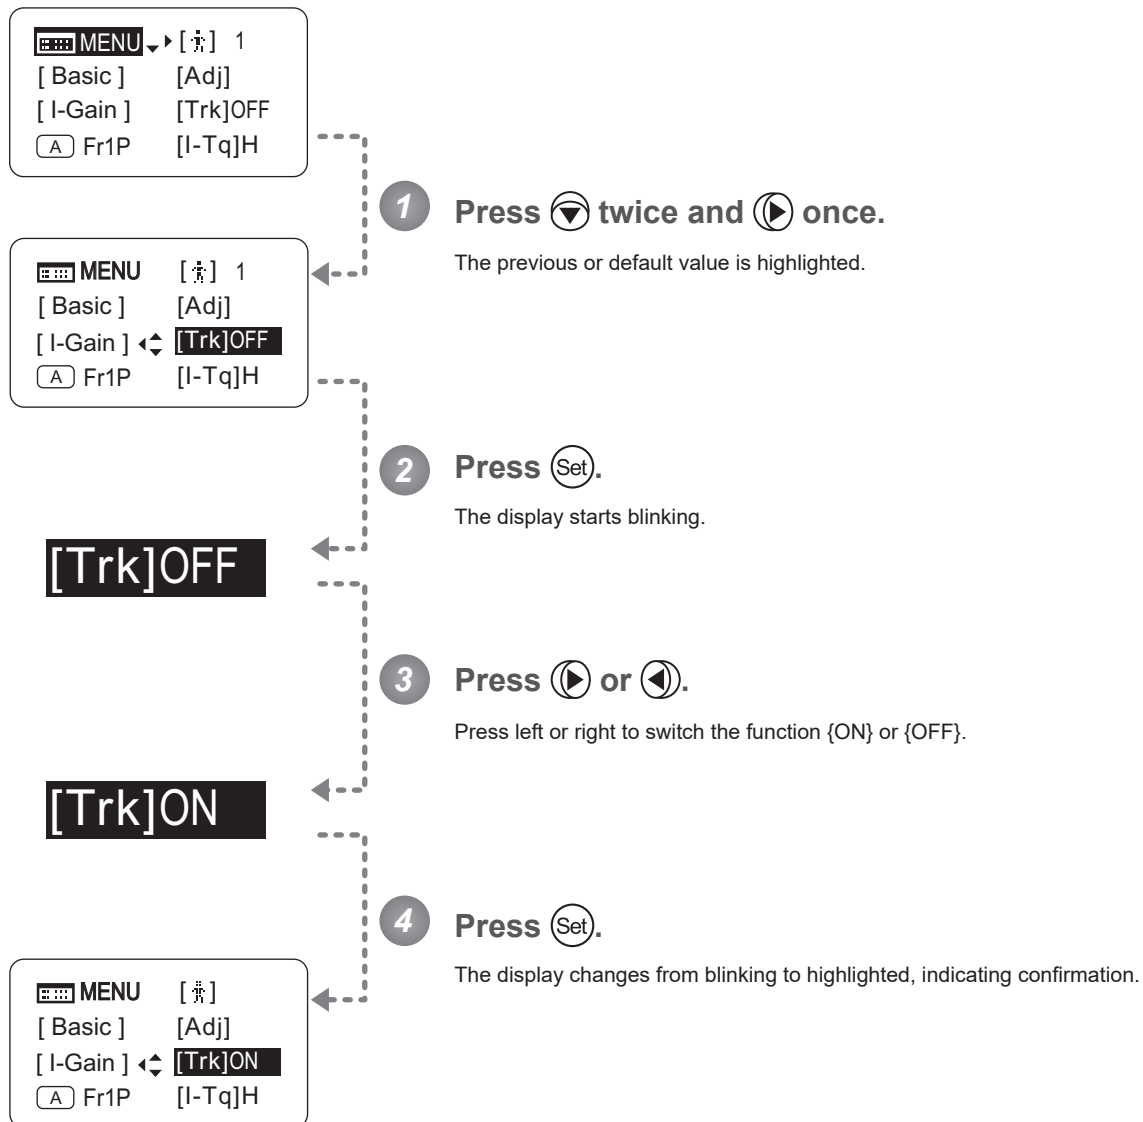 MENU [ ] 1
[ Basic ] [Adj]
[ I-Gain ] [Trk]OFF
A Fr1P [I-Tq]H
1 Press twice and once.
The previous or default value is highlighted.
MENU [ ] 1
[ Basic ] [Adj]
[ I-Gain ] [Trk]OFF
A Fr1P [I-Tq]H
2 Press Set.
The display starts blinking.
[Trk]OFF
3 Press or .
Press left or right to switch the function {ON} or {OFF}.
[Trk]ON
4 Press Set.
The display changes from blinking to highlighted, indicating confirmation.
MENU [ ]
[ Basic ] [Adj]
[ I-Gain ] [Trk]ON
A Fr1P [I-Tq]H